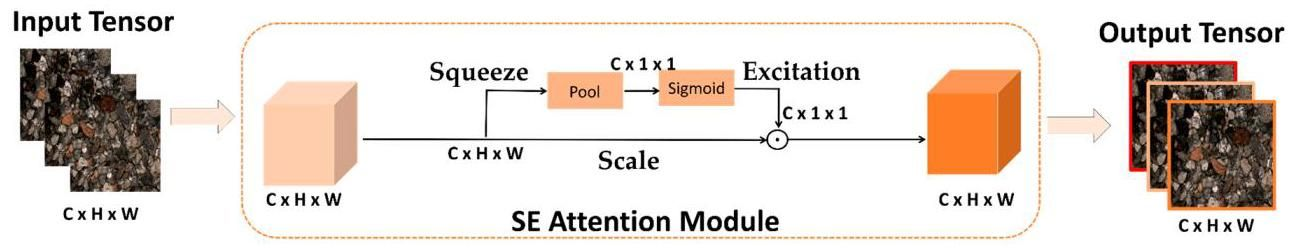 Input Tensor
C x H x W
C x H x W
Squeeze
Pool
C x 1 x 1
Sigmoid
Excitation
C x 1 x 1
C x H x W
Scale
C x H x W
SE Attention Module
Output Tensor
C x H x W